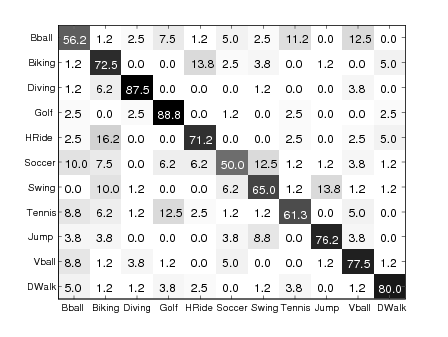 Bball 56.2 1.2 2.5 7.5 1.2 5.0 2.5 11.2 0.0 12.5 0.0
Biking 1.2 72.5 0.0 0.0 13.8 2.5 3.8 0.0 1.2 0.0 5.0
Diving 1.2 6.2 87.5 0.0 0.0 0.0 1.2 0.0 0.0 3.8 0.0
Golf 2.5 0.0 2.5 88.8 0.0 1.2 0.0 2.5 0.0 2.5 0.0
HRide 2.5 16.2 0.0 0.0 71.2 0.0 0.0 2.5 0.0 2.5 5.0
Soccer 10.0 7.5 0.0 6.2 6.2 50.0 12.5 1.2 1.2 3.8 1.2
Swing 0.0 10.0 1.2 0.0 0.0 6.2 65.0 1.2 13.8 1.2 1.2
Tennis 8.8 6.2 1.2 12.5 2.5 1.2 1.2 61.3 0.0 5.0 0.0
Jump 3.8 3.8 0.0 0.0 0.0 3.8 8.8 0.0 76.2 3.8 1.2
Vball 8.8 1.2 3.8 1.2 0.0 5.0 0.0 0.0 1.2 77.5 1.2
DWalk 5.0 1.2 1.2 3.8 2.5 0.0 1.2 3.8 0.0 1.2 80.0
Bball Biking Diving Golf HRide Soccer Swing Tennis Jump Vball DWalk